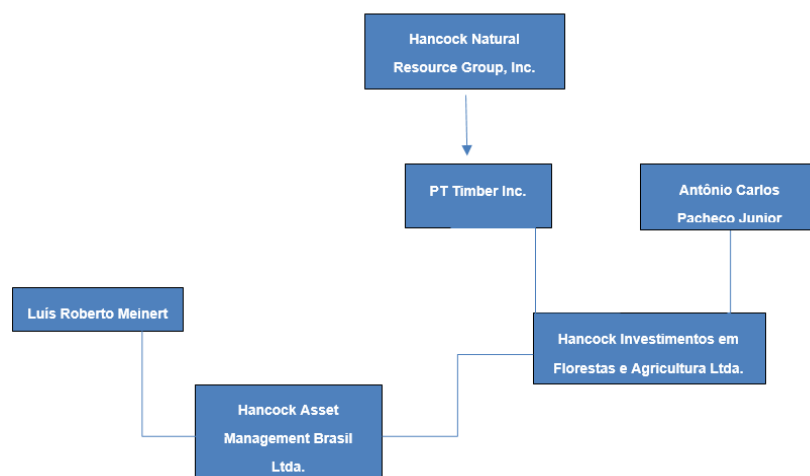 Hancock Natural
Resource Group, Inc.
PT Timber Inc.
Antônio Carlos
Pacheco Junior
Luís Roberto Meinert
Hancock Investimentos em
Florestas e Agricultura Ltda.
Hancock Asset
Management Brasil
Ltda.